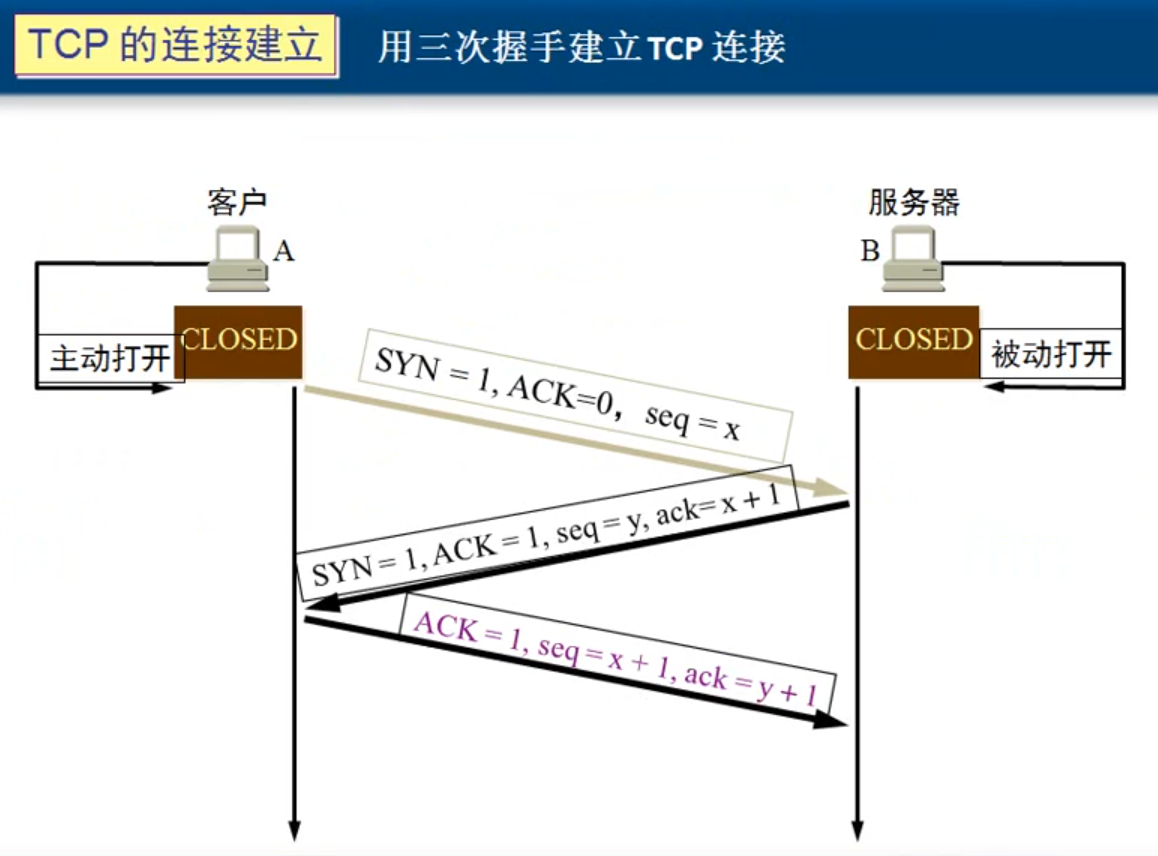 TCP 的连接建立
用三次握手建立 TCP 连接
客户
服务器
A
B
CLOSED
CLOSED
主动打开
被动打开
SYN = 1, ACK=0，seq = x
SYN = 1, ACK = 1, seq = y, ack= x + 1
ACK = 1, seq = x + 1, ack = y + 1